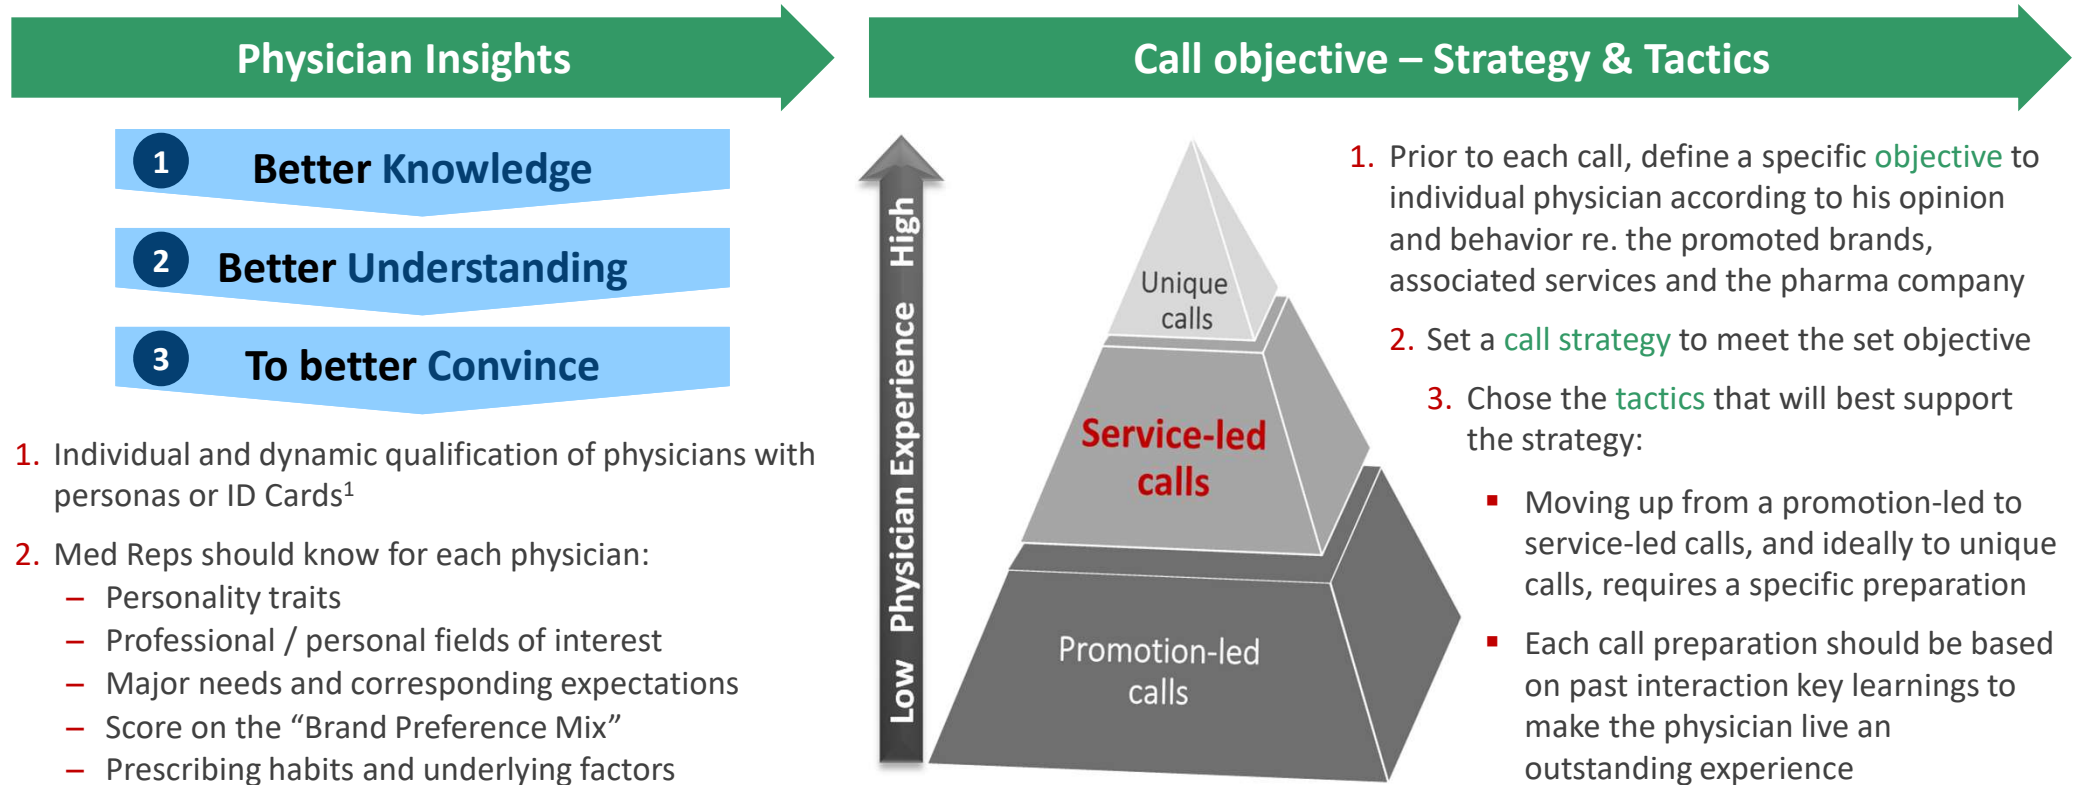 Physician Insights
1 Better Knowledge
2 Better Understanding
3 To better Convince
1. Individual and dynamic qualification of physicians with
personas or ID Cards¹
2. Med Reps should know for each physician:
– Personality traits
– Professional / personal fields of interest
– Major needs and corresponding expectations
– Score on the “Brand Preference Mix”
– Prescribing habits and underlying factors
Call objective – Strategy & Tactics
Low Physician Experience High
Unique
calls
Service-led
calls
Promotion-led
calls
1. Prior to each call, define a specific objective to
individual physician according to his opinion
and behavior re. the promoted brands,
associated services and the pharma company
2. Set a call strategy to meet the set objective
3. Chose the tactics that will best support
the strategy:
▪ Moving up from a promotion-led to
service-led calls, and ideally to unique
calls, requires a specific preparation
▪ Each call preparation should be based
on past interaction key learnings to
make the physician live an
outstanding experience